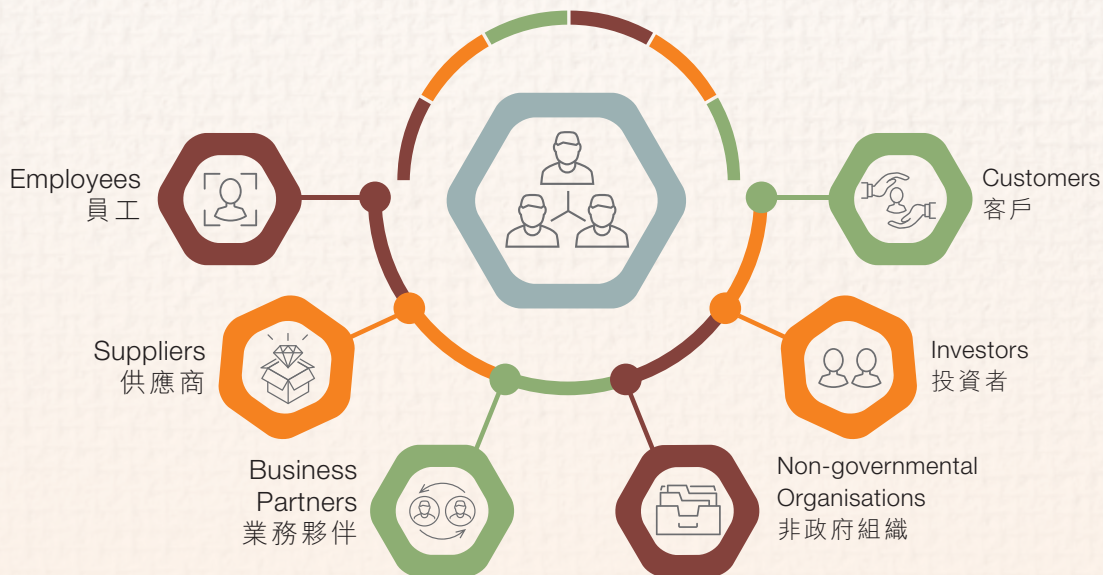 Employees
員工
Suppliers
供應商
Business
Partners
業務夥伴
Customers
客戶
Investors
投資者
Non-governmental
Organisations
非政府組織